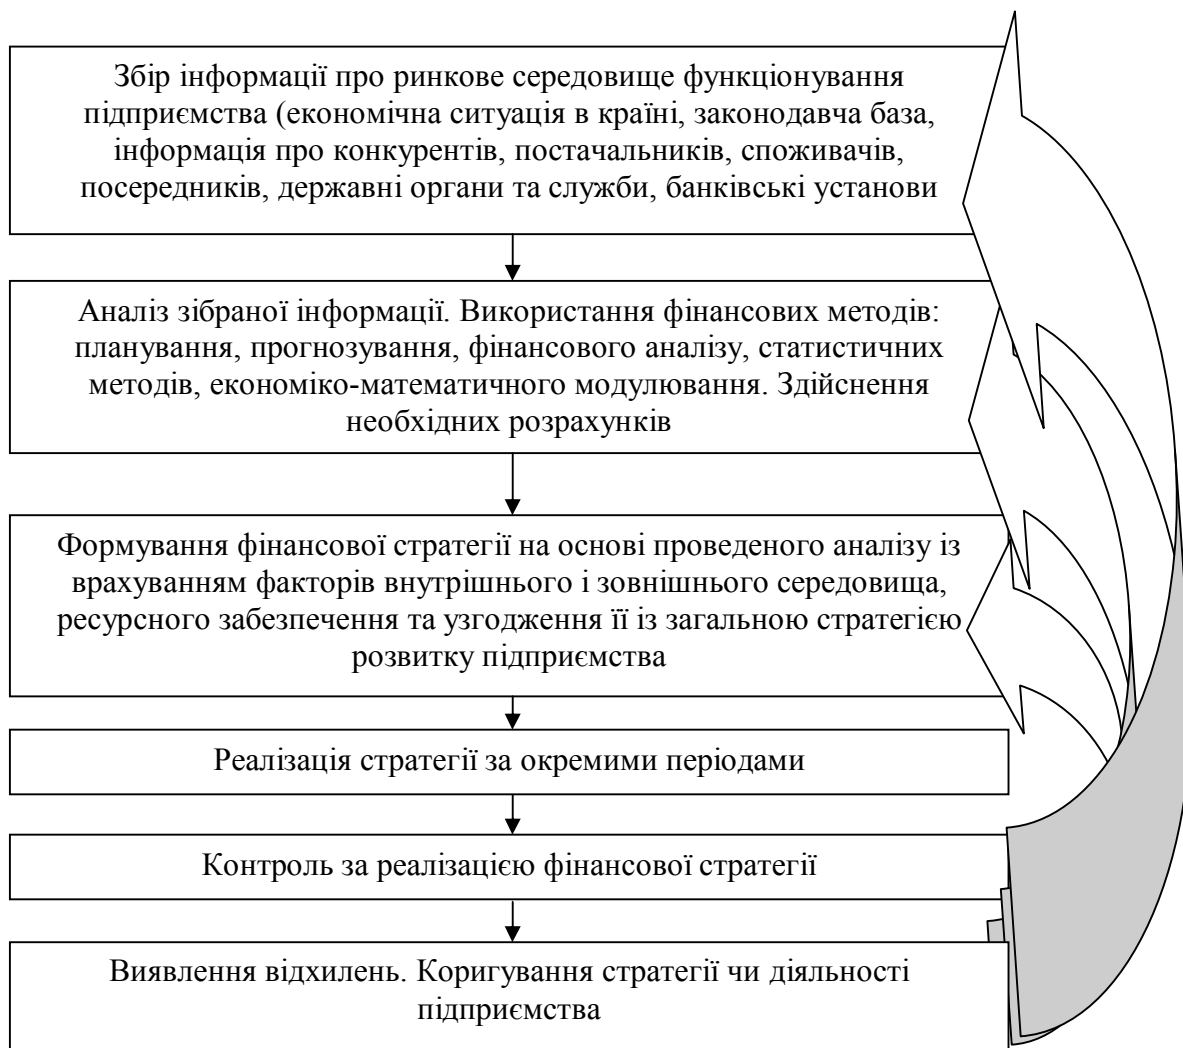 Збір інформації про ринкове середовище функціонування
підприємства (економічна ситуація в країні, законодавча база,
інформація про конкурентів, постачальників, споживачів,
посередників, державні органи та служби, банківські установи
Аналіз зібраної інформації. Використання фінансових методів:
планування, прогнозування, фінансового аналізу, статистичних
методів, економіко-математичного модулювання. Здійснення
необхідних розрахунків
Формування фінансової стратегії на основі проведеного аналізу із
врахуванням факторів внутрішнього і зовнішнього середовища,
ресурсного забезпечення та узгодження її із загальною стратегією
розвитку підприємства
Реалізація стратегії за окремими періодами
Контроль за реалізацією фінансової стратегії
Виявлення відхилень. Коригування стратегії чи діяльності
підприємства